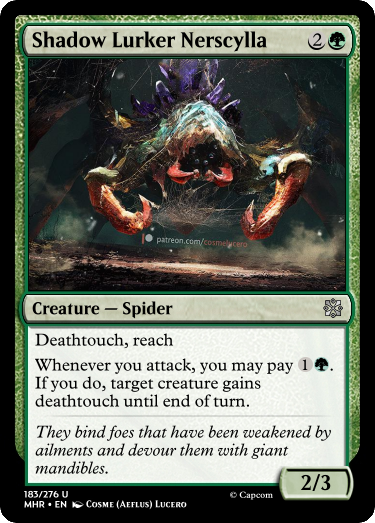 Shadow Lurker Nerscylla 2
patreon.com/cosmelucero
Creature — Spider
Deathtouch, reach
Whenever you attack, you may pay 1.
If you do, target creature gains
deathtouch until end of turn.
They bind foes that have been weakened by
ailments and devour them with giant
mandibles.
2/3
183/276 U
MHR • EN Cosme (Aeflus) Lucero
© Capcom